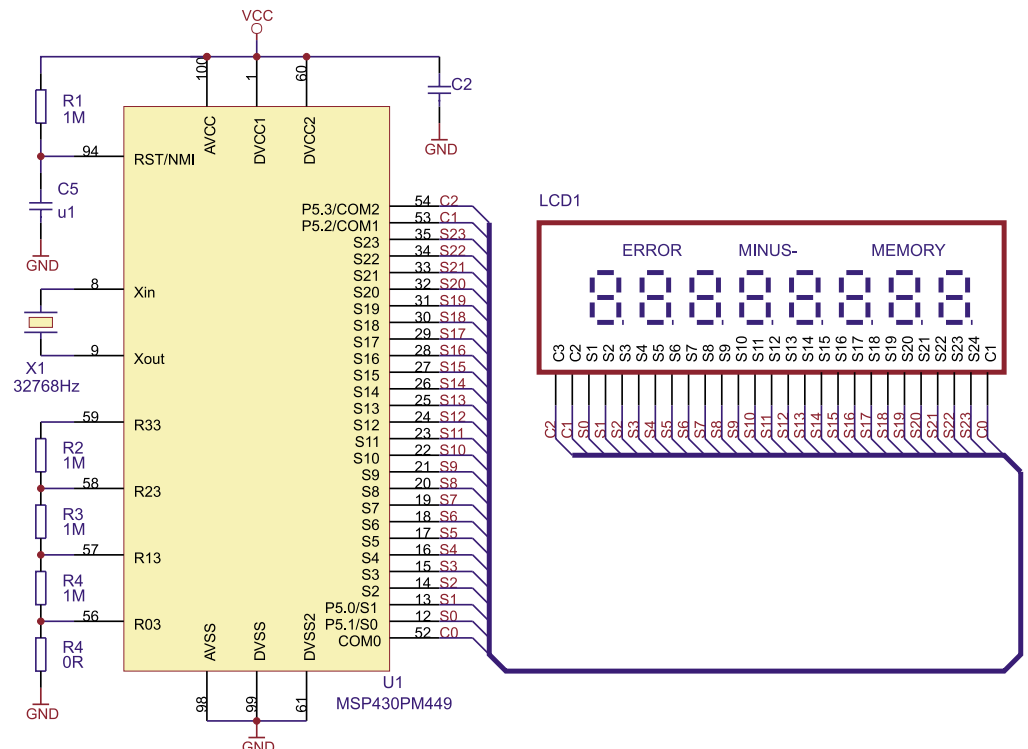 VCC
100
1
60
C2
GND
R1
1M
AVCC
DVCC1
DVCC2
94
RST/NMI
C5
u1
GND
8
Xin
9
Xout
X1
32768Hz
59
R33
R2
1M
58
R23
R3
1M
57
R13
R4
1M
56
R03
R4
0R
GND
P5.3/COM2 54 C2
P5.2/COM1 53 C1
S23 35 S23
S22 34 S22
S21 33 S21
S20 32 S20
S19 31 S19
S18 30 S18
S17 29 S17
S16 28 S16
S15 27 S15
S14 26 S14
S13 25 S13
S12 24 S12
S11 23 S11
S10 22 S10
S9 21 S9
S8 20 S8
S7 19 S7
S6 18 S6
S5 17 S5
S4 16 S4
S3 15 S3
S2 14 S2
P5.0/S1 13 S1
P5.1/S0 12 S0
COM0 52 C0
AVSS
DVSS
DVSS2
98
99
61
GND
U1
MSP430PM449
LCD1
ERROR MINUS- MEMORY
8.8.8.8.8.8.8.8.
C3 C2 S1 S2 S3 S4 S5 S6 S7 S8 S9 S10 S11 S12 S13 S14 S15 S16 S17 S18 S19 S20 S21 S22 S23 S24 C1
C2 C1 S0 S1 S2 S3 S4 S5 S6 S7 S8 S9 S10 S11 S12 S13 S14 S15 S16 S17 S18 S19 S20 S21 S22 S23 C0